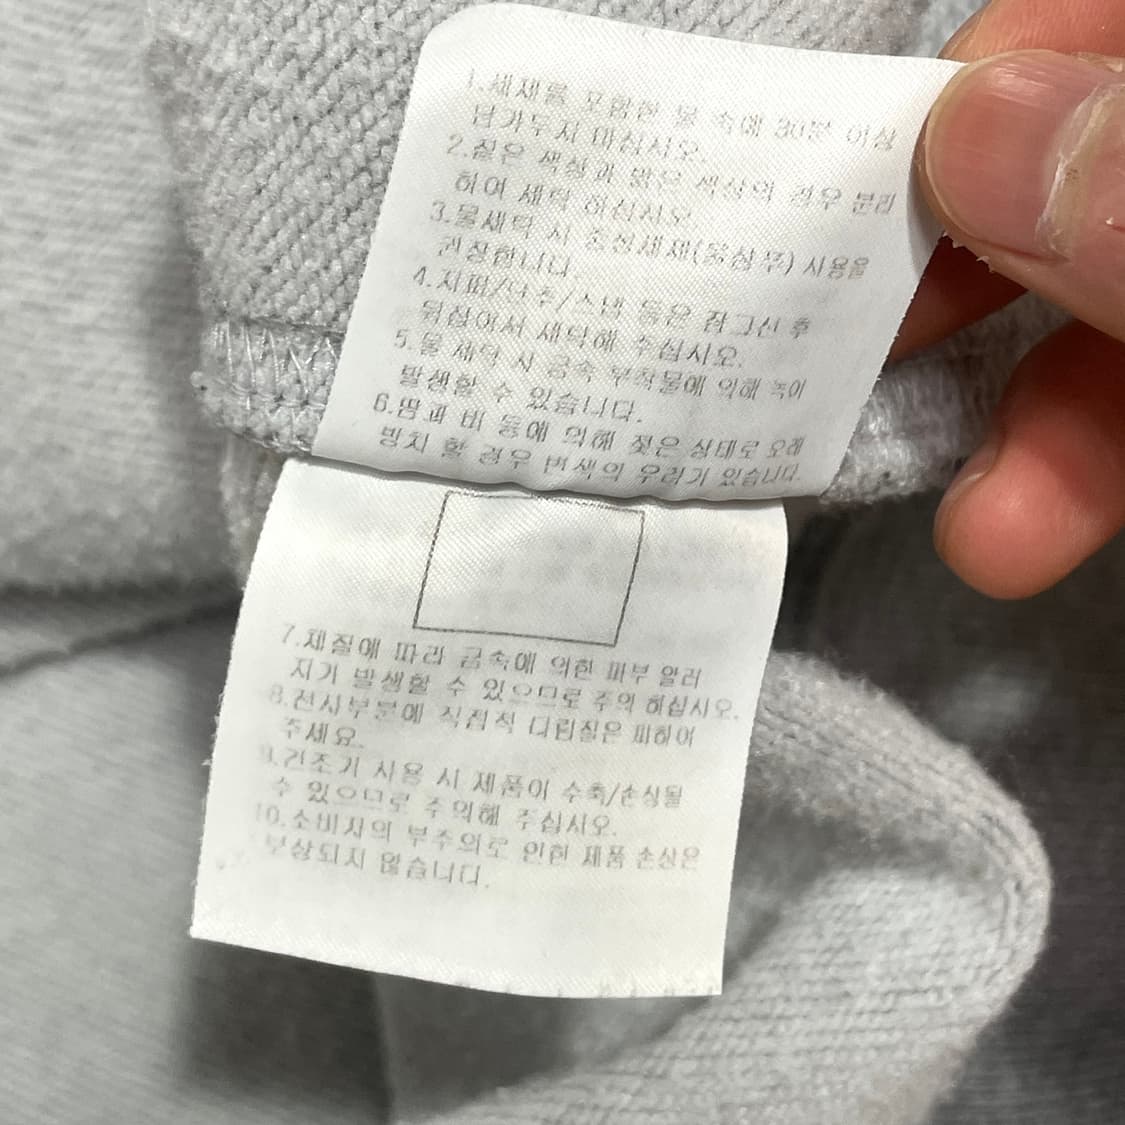 1.세제를 포함한 물 속에 30분 이상
남겨두지 마십시오.
2.짙은 색상과 맑은 색상의 경우 분리
하여 세탁 하십시오.
3.물세탁 시 중성세제(울샴푸) 사용을
권장합니다.
4.지퍼/단추/스냅 등은 잠그신 후
뒤집어서 세탁해 주십시오.
5.물 세탁 시 금속 부착물에 의해 녹이
발생할 수 있습니다.
6.땀과 비 등에 의해 젖은 상태로 오래
방치 할 경우 변색의 우려가 있습니다.
7.재질에 따라 금속에 의한 피부 알러
지가 발생할 수 있으므로 주의 하십시오.
8.전사부분에 직접적 다림질은 피하여
주세요.
9.건조기 사용 시 제품이 수축/손상될
수 있으므로 주의해 주십시오.
10.소비자의 부주의로 인한 제품 손상은
보상되지 않습니다.